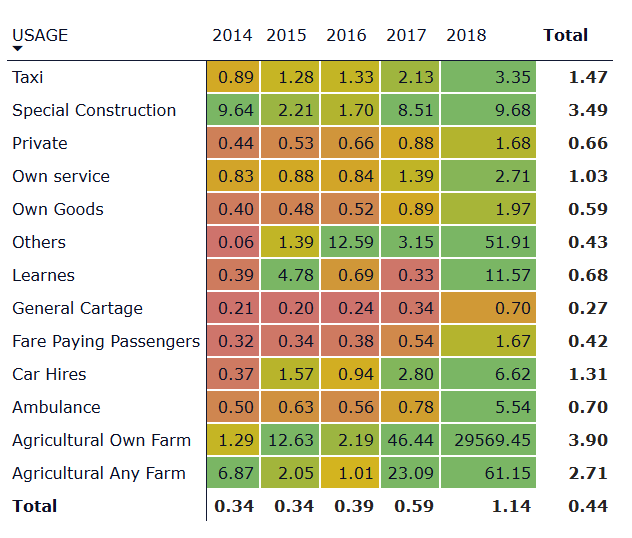 USAGE 2014 2015 2016 2017 2018 Total
Taxi 0.89 1.28 1.33 2.13 3.35 1.47
Special Construction 9.64 2.21 1.70 8.51 9.68 3.49
Private 0.44 0.53 0.66 0.88 1.68 0.66
Own service 0.83 0.88 0.84 1.39 2.71 1.03
Own Goods 0.40 0.48 0.52 0.89 1.97 0.59
Others 0.06 1.39 12.59 3.15 51.91 0.43
Learnes 0.39 4.78 0.69 0.33 11.57 0.68
General Cartage 0.21 0.20 0.24 0.34 0.70 0.27
Fare Paying Passengers 0.32 0.34 0.38 0.54 1.67 0.42
Car Hires 0.37 1.57 0.94 2.80 6.62 1.31
Ambulance 0.50 0.63 0.56 0.78 5.54 0.70
Agricultural Own Farm 1.29 12.63 2.19 46.44 29569.45 3.90
Agricultural Any Farm 6.87 2.05 1.01 23.09 61.15 2.71
Total 0.34 0.34 0.39 0.59 1.14 0.44